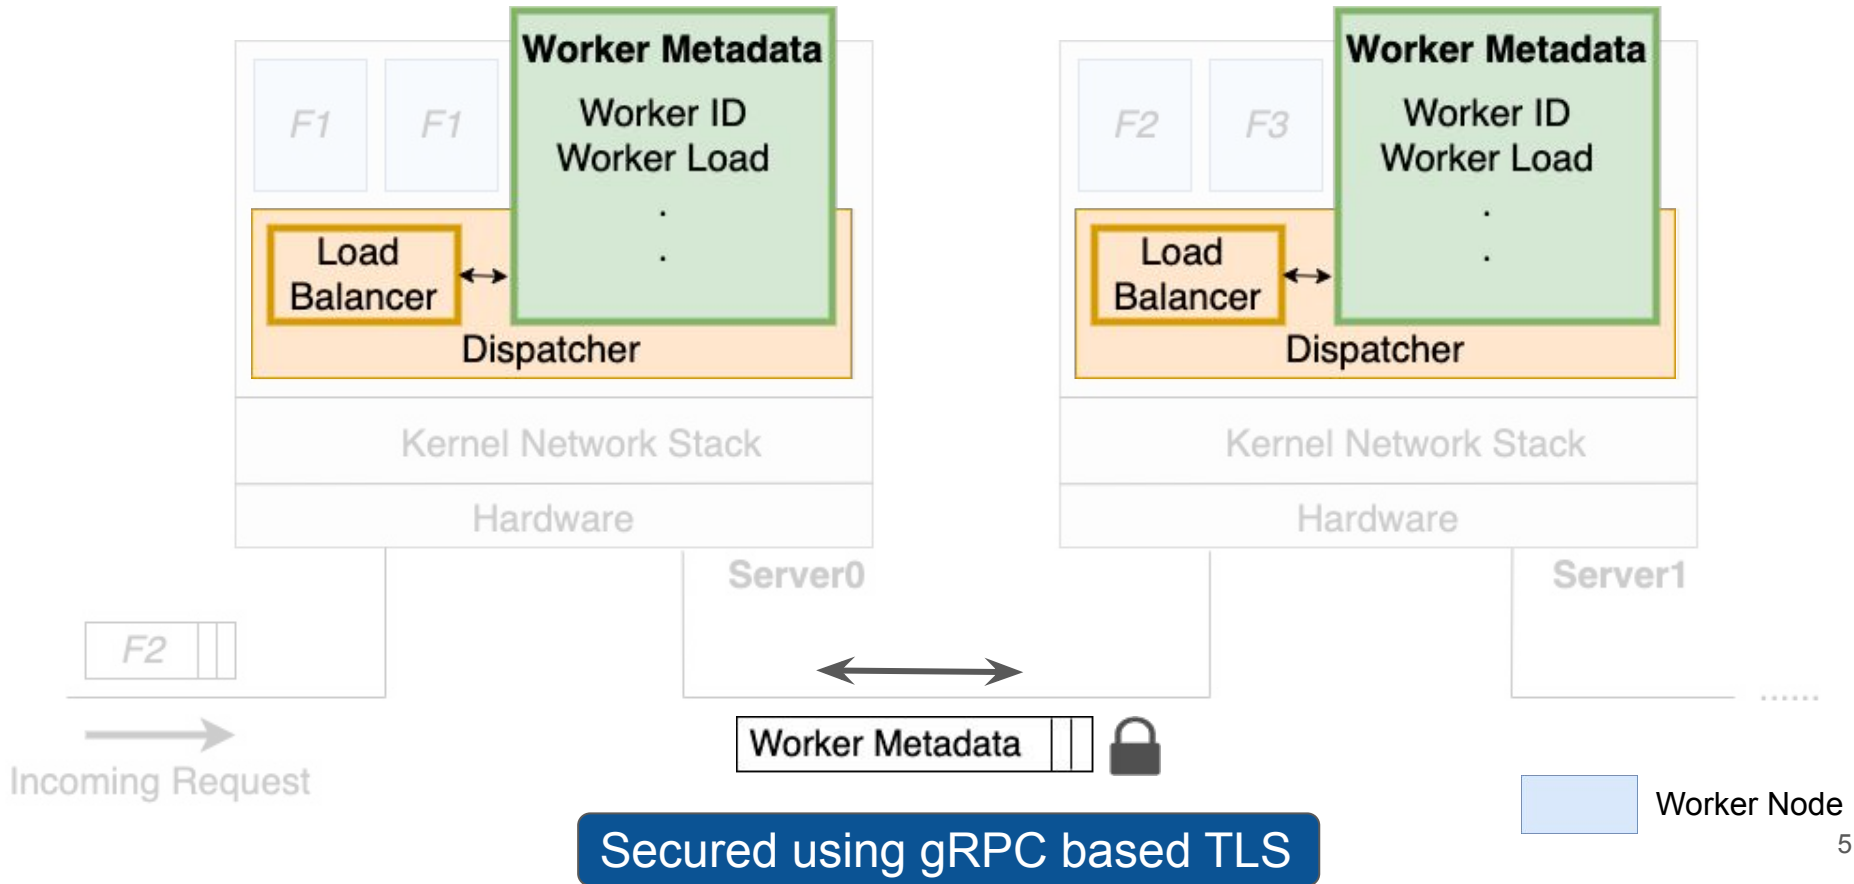 F1
F1
Worker Metadata
Worker ID
Worker Load
.
.
Load
Balancer
Dispatcher
Kernel Network Stack
Hardware
Server0
F2
F3
Worker Metadata
Worker ID
Worker Load
.
.
Load
Balancer
Dispatcher
Kernel Network Stack
Hardware
Server1
F2
Incoming Request
Worker Metadata
......
Secured using gRPC based TLS
Worker Node
5